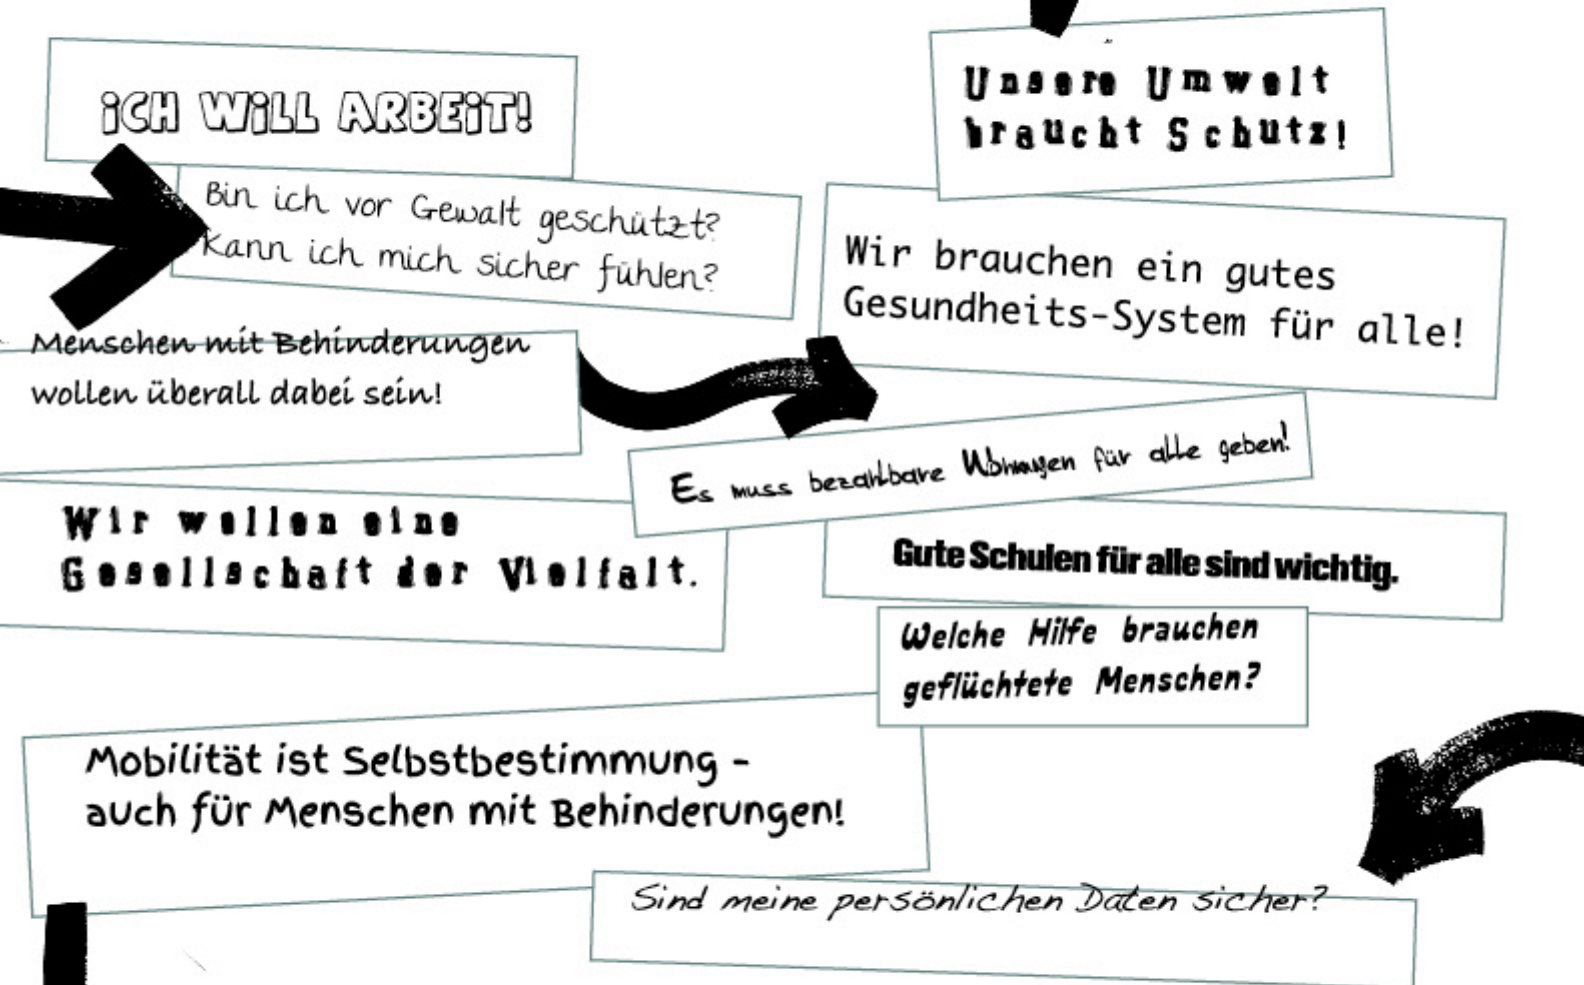 iCH WiLL ARBEiT!
Bin ich vor Gewalt geschützt?
Kann ich mich sicher fühlen?
Menschen mit Behinderungen
wollen überall dabei sein!
Wir wollen eine
Gesellschaft der Vielfalt.
Unsere Umwelt
braucht Schutz!
Wir brauchen ein gutes
Gesundheits-System für alle!
Es muss bezahlbare Wohnungen für alle geben!
Gute Schulen für alle sind wichtig.
Welche Hilfe brauchen
geflüchtete Menschen?
Mobilität ist Selbstbestimmung -
auch für Menschen mit Behinderungen!
Sind meine persönlichen Daten sicher?